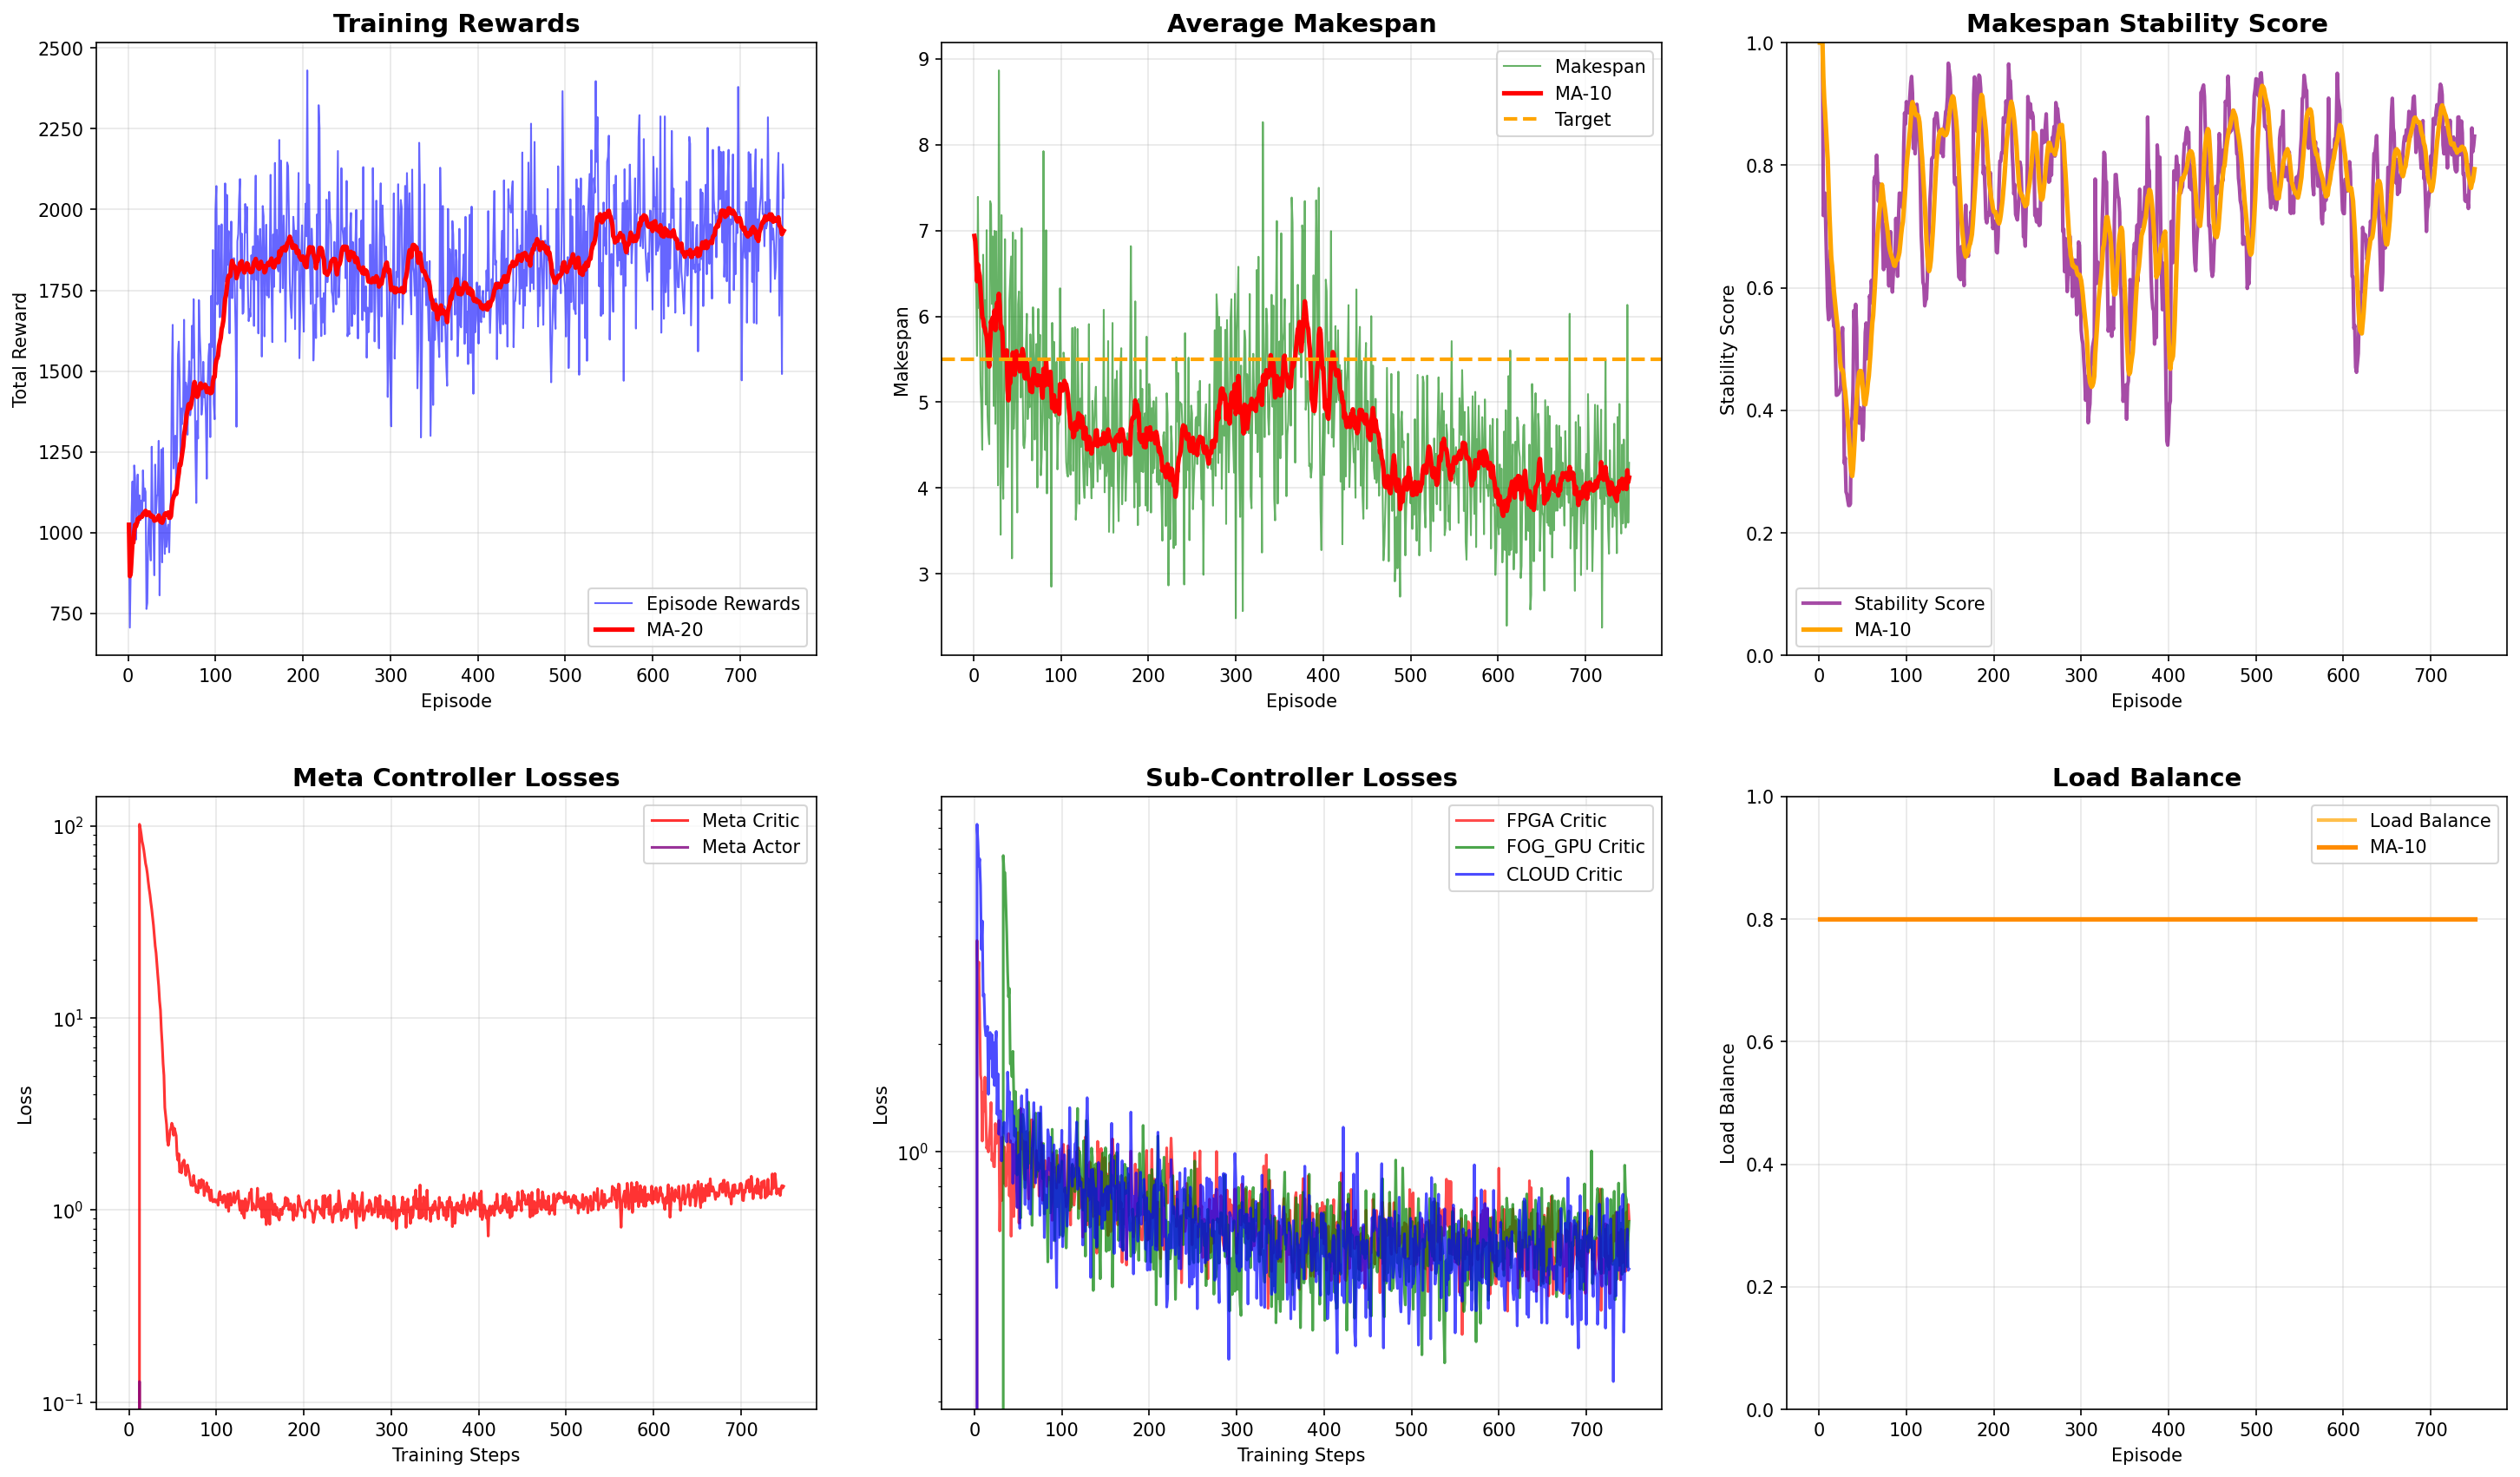 Training Rewards
2500
2250
2000
1750
1500
1250
1000
750
Total Reward
Episode Rewards
MA-20
0 100 200 300 400 500 600 700
Episode
Average Makespan
9
8
7
6
5
4
3
Makespan
Makespan
MA-10
Target
0 100 200 300 400 500 600 700
Episode
Makespan Stability Score
1.0
0.8
0.6
0.4
0.2
0.0
Stability Score
Stability Score
MA-10
0 100 200 300 400 500 600 700
Episode
Meta Controller Losses
10²
10¹
10⁰
10⁻¹
Loss
Meta Critic
Meta Actor
0 100 200 300 400 500 600 700
Training Steps
Sub-Controller Losses
10⁰
Loss
FPGA Critic
FOG_GPU Critic
CLOUD Critic
0 100 200 300 400 500 600 700
Training Steps
Load Balance
1.0
0.8
0.6
0.4
0.2
0.0
Load Balance
Load Balance
MA-10
0 100 200 300 400 500 600 700
Episode